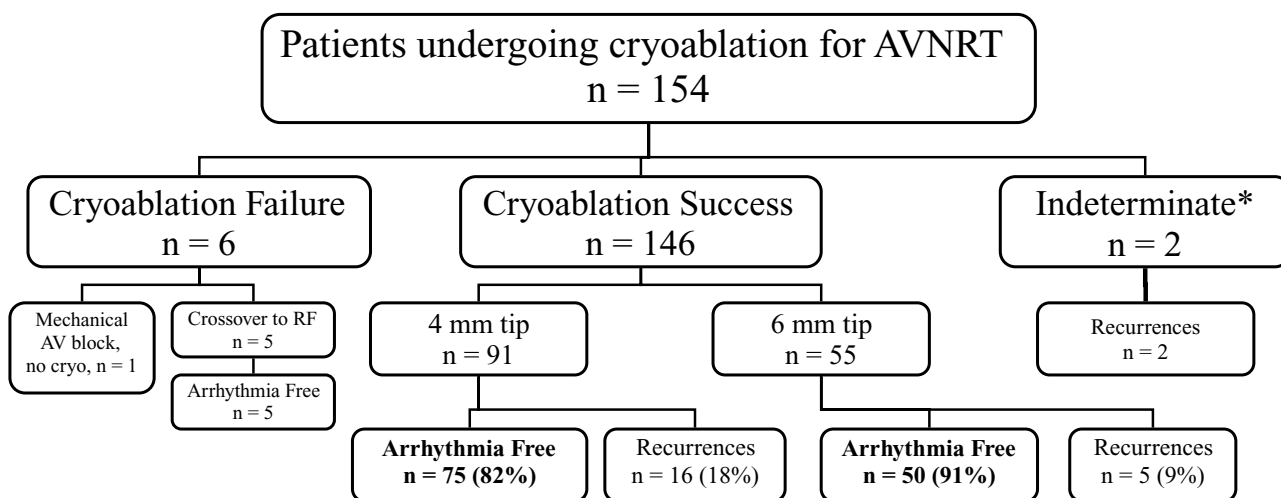 Patients undergoing cryoablation for AVNRT
n = 154
Cryoablation Failure
n = 6
Cryoablation Success
n = 146
Indeterminate*
n = 2
Mechanical
AV block,
no cryo, n = 1
Crossover to RF
n = 5
Arrhythmia Free
n = 5
4 mm tip
n = 91
6 mm tip
n = 55
Recurrences
n = 2
Arrhythmia Free
n = 75 (82%)
Recurrences
n = 16 (18%)
Arrhythmia Free
n = 50 (91%)
Recurrences
n = 5 (9%)